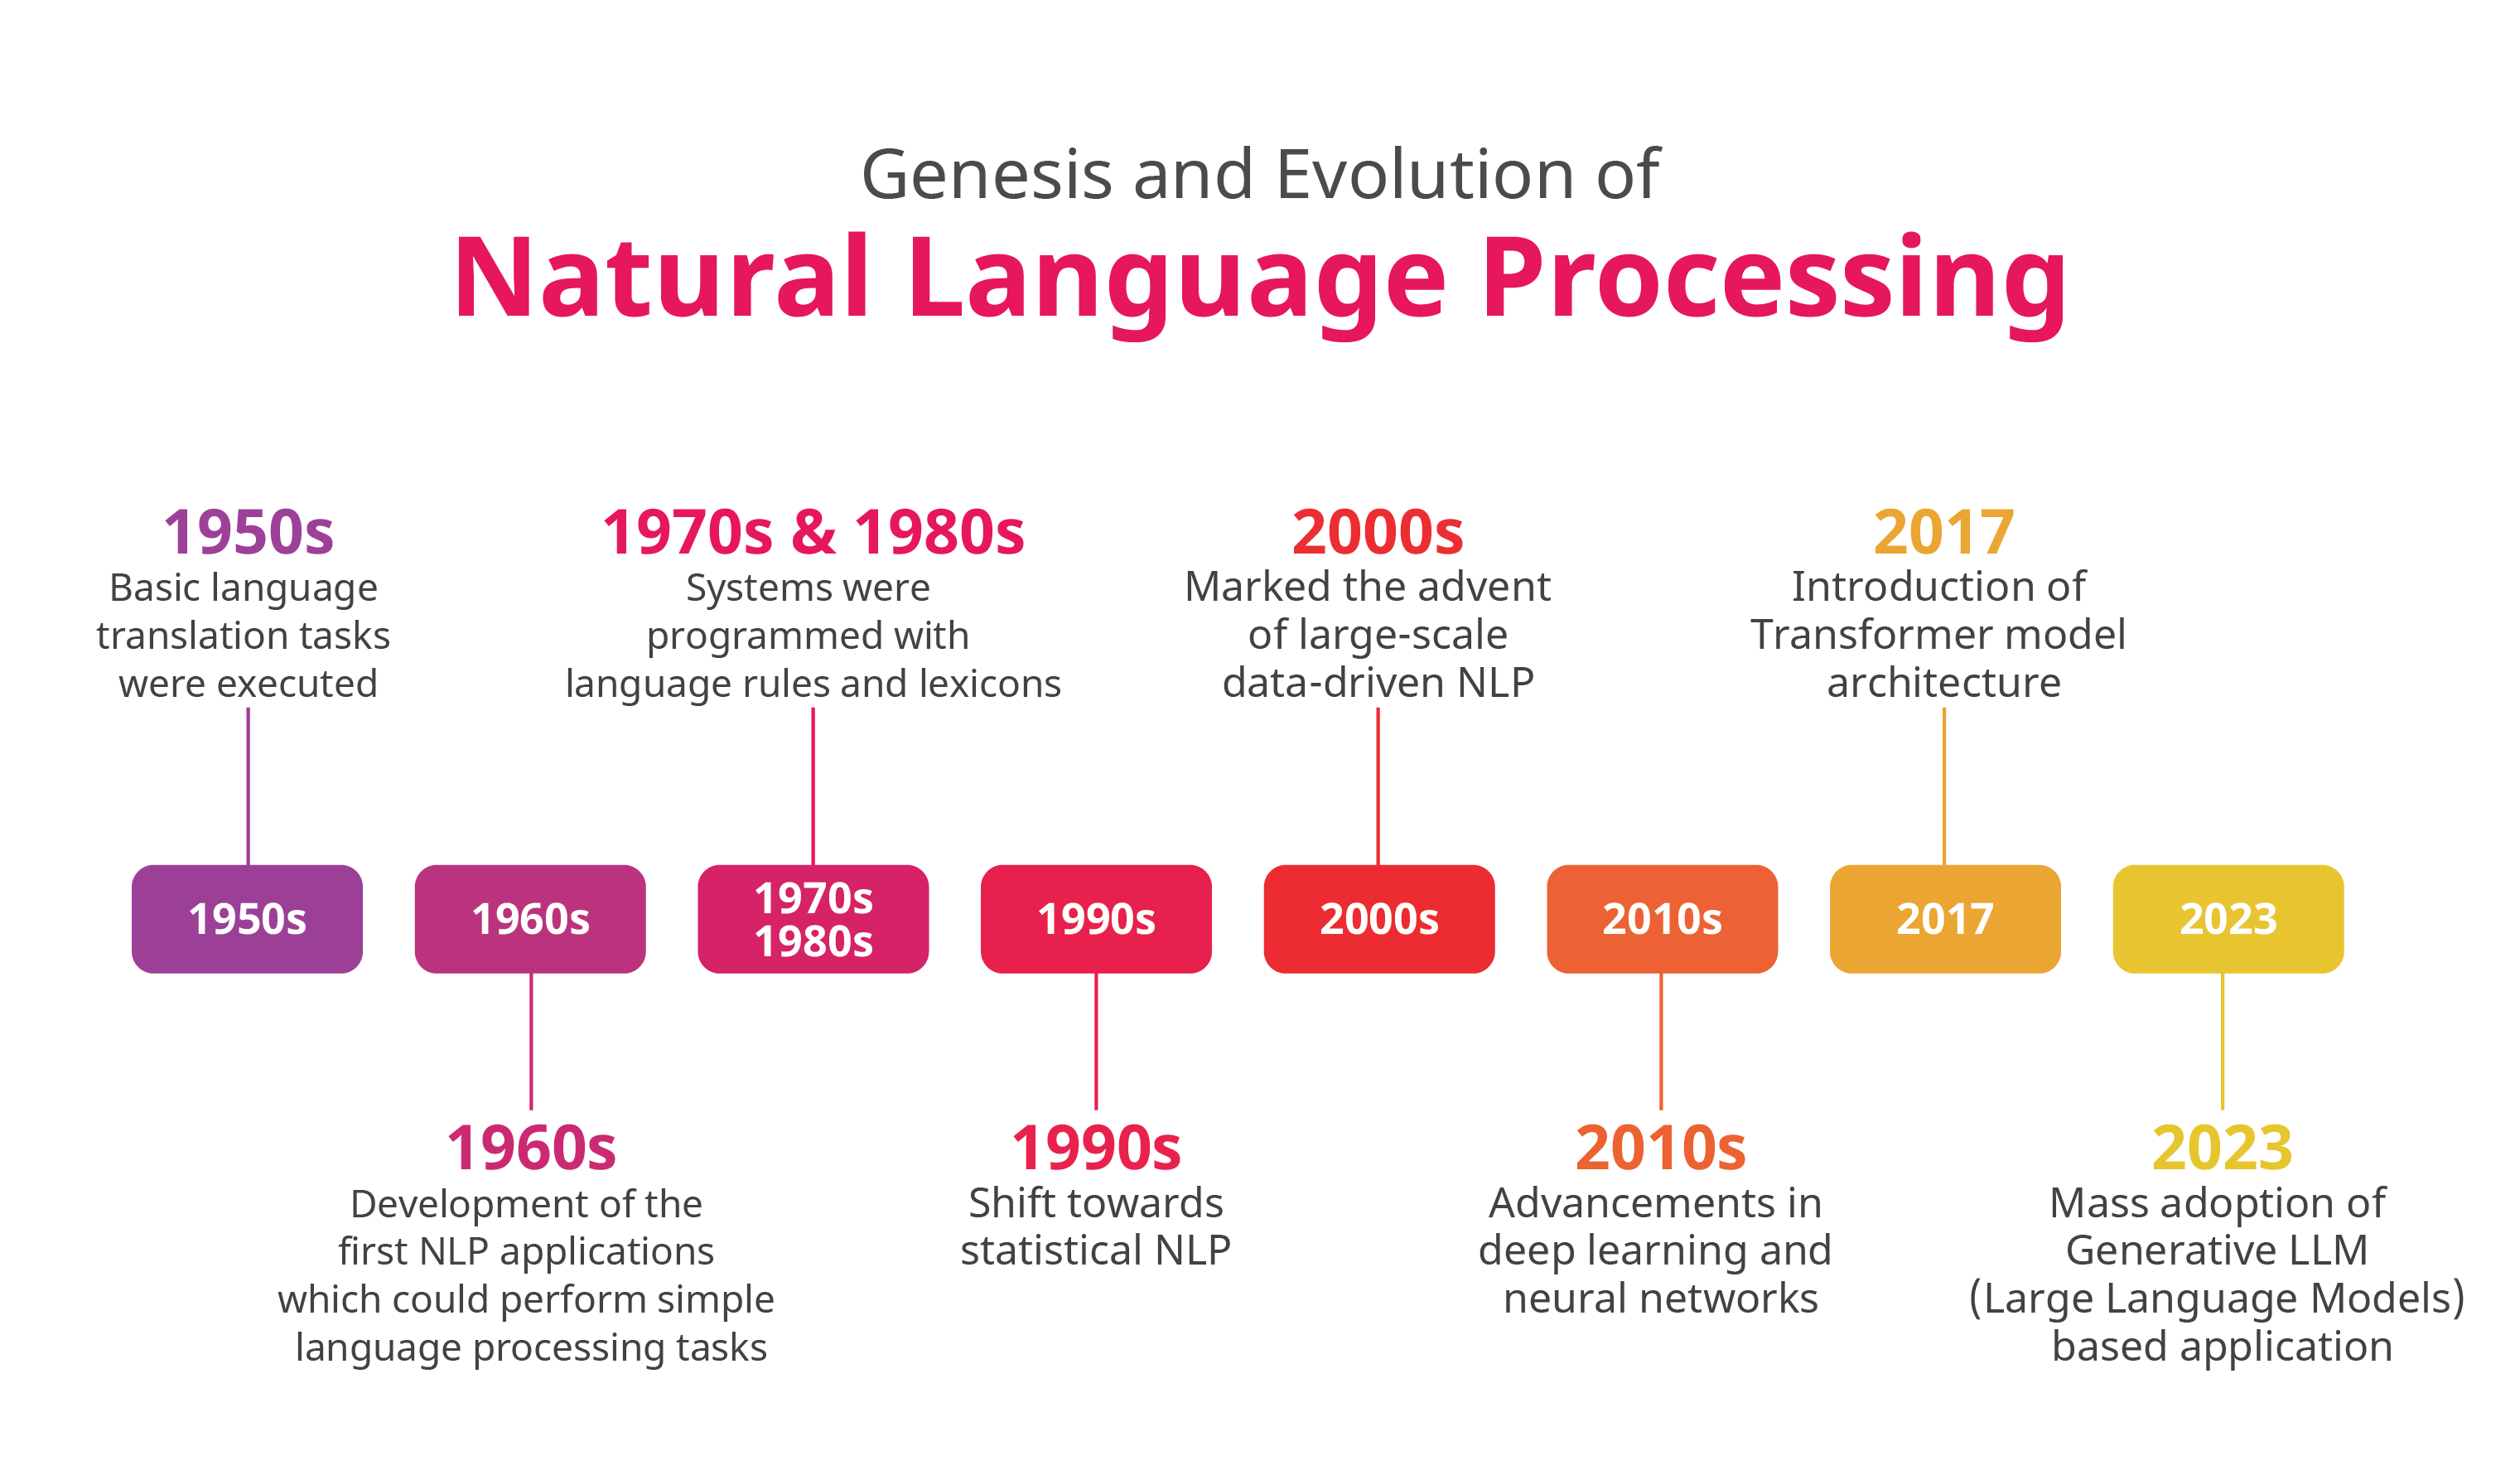 Genesis and Evolution of
Natural Language Processing
1950s
Basic language
translation tasks
were executed
1970s & 1980s
Systems were
programmed with
language rules and lexicons
2000s
Marked the advent
of large-scale
data-driven NLP
2017
Introduction of
Transformer model
architecture
1950s
1960s
1970s
1980s
1990s
2000s
2010s
2017
2023
1960s
Development of the
first NLP applications
which could perform simple
language processing tasks
1990s
Shift towards
statistical NLP
2010s
Advancements in
deep learning and
neural networks
2023
Mass adoption of
Generative LLM
(Large Language Models)
based application